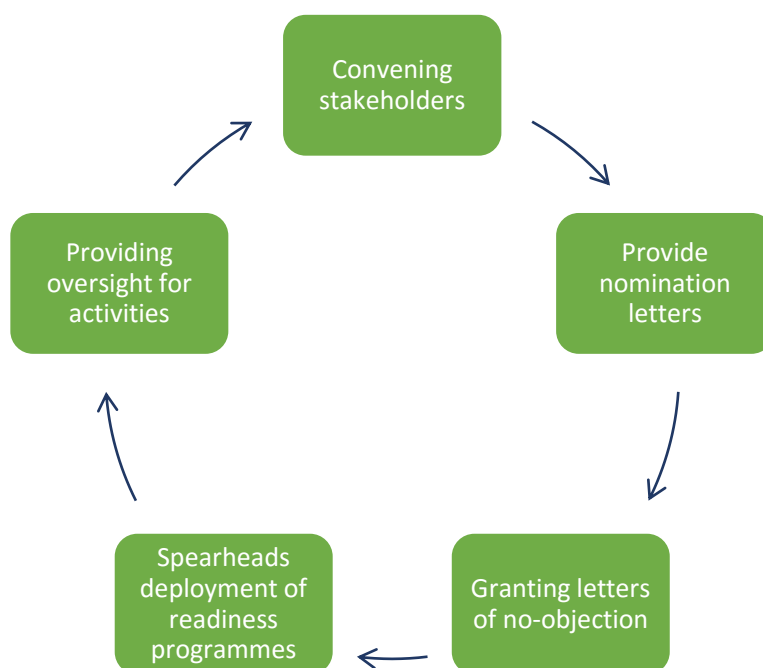 Convening
stakeholders
Provide
nomination
letters
Granting letters
of no-objection
Spearheads
deployment of
readiness
programmes
Providing
oversight for
activities